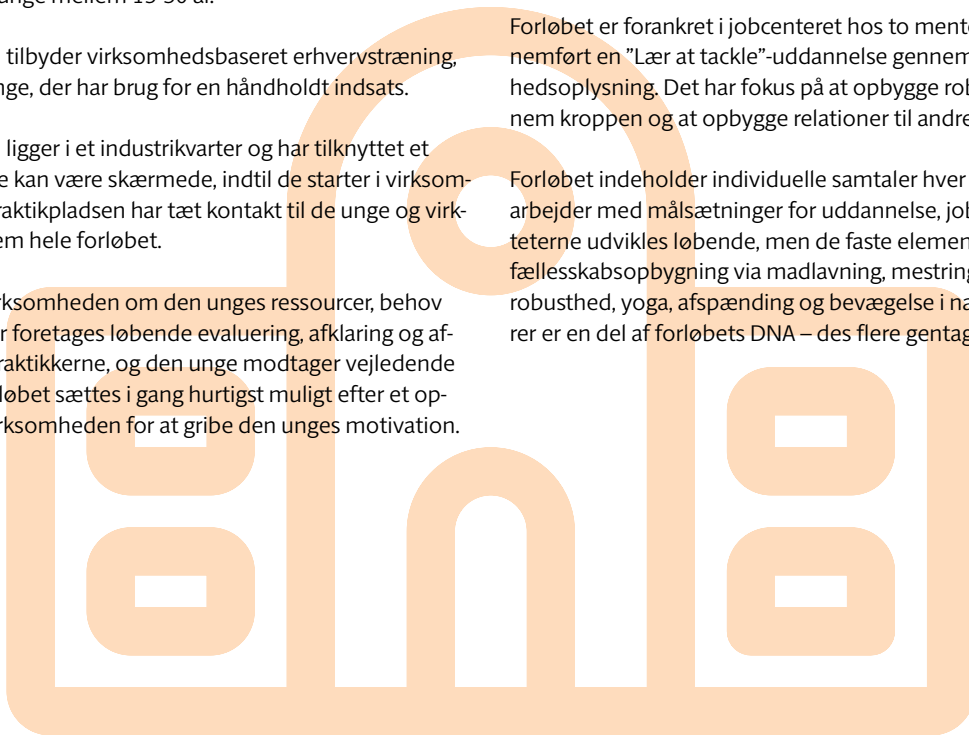 unge mellem 15-30 år.
tilbyder virksomhedsbaseret erhvervstræning,
nge, der har brug for en håndholdt indsats.
ligger i et industrikvarter og har tilknyttet et
e kan være skærmede, indtil de starter i virksom-
raktikpladsen har tæt kontakt til de unge og virk-
em hele forløbet.
rksomheden om den unges ressourcer, behov
r foretages løbende evaluering, afklaring og af-
raktikkerne, og den unge modtager vejledende
løbet sættes i gang hurtigst muligt efter et op-
rksomheden for at gribe den unges motivation.
Forløbet er forankret i jobcenteret hos to mento
nemført en "Lær at tackle"-uddannelse gennem
hedsoplysning. Det har fokus på at opbygge rob
nem kroppen og at opbygge relationer til andre
Forløbet indeholder individuelle samtaler hver
arbejder med målsætninger for uddannelse, job
teterne udvikles løbende, men de faste elemen
fællesskabsopbygning via madlavning, mestring
robusthed, yoga, afspænding og bevægelse i na
rer er en del af forløbets DNA – des flere gentag